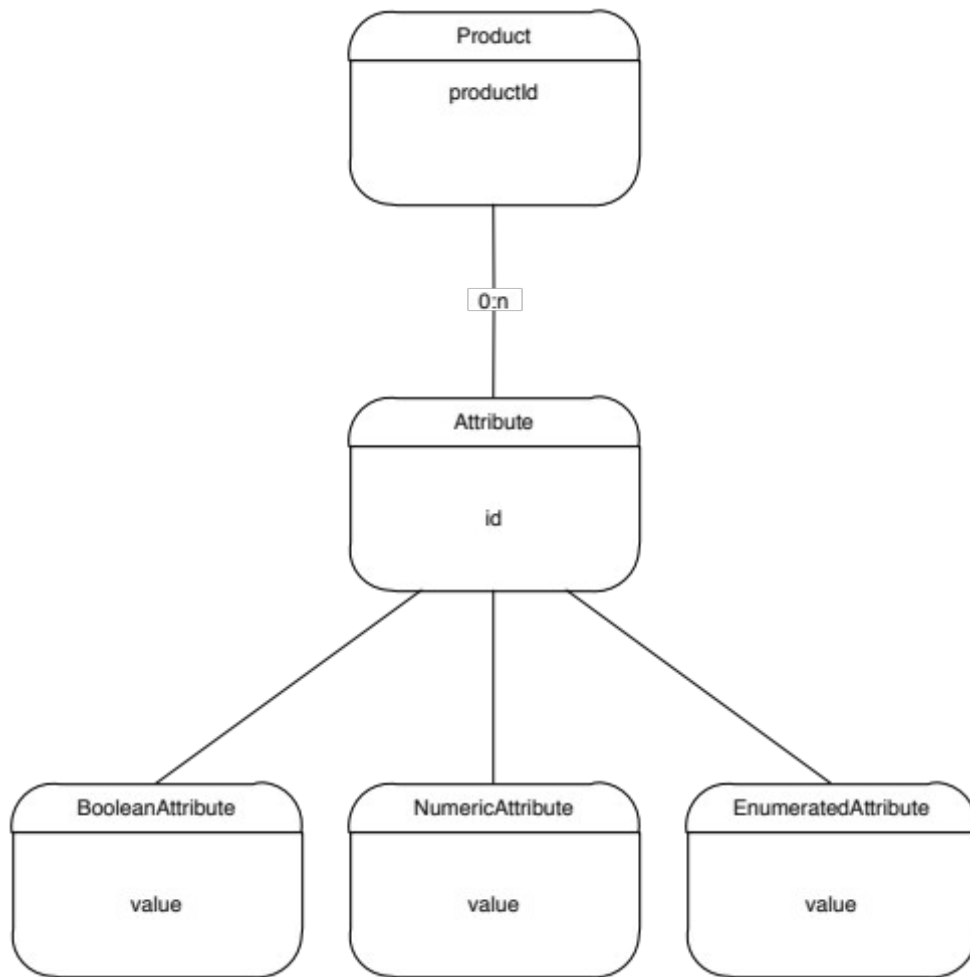 Product
productId
0:n
Attribute
id
BooleanAttribute
value
NumericAttribute
value
EnumeratedAttribute
value